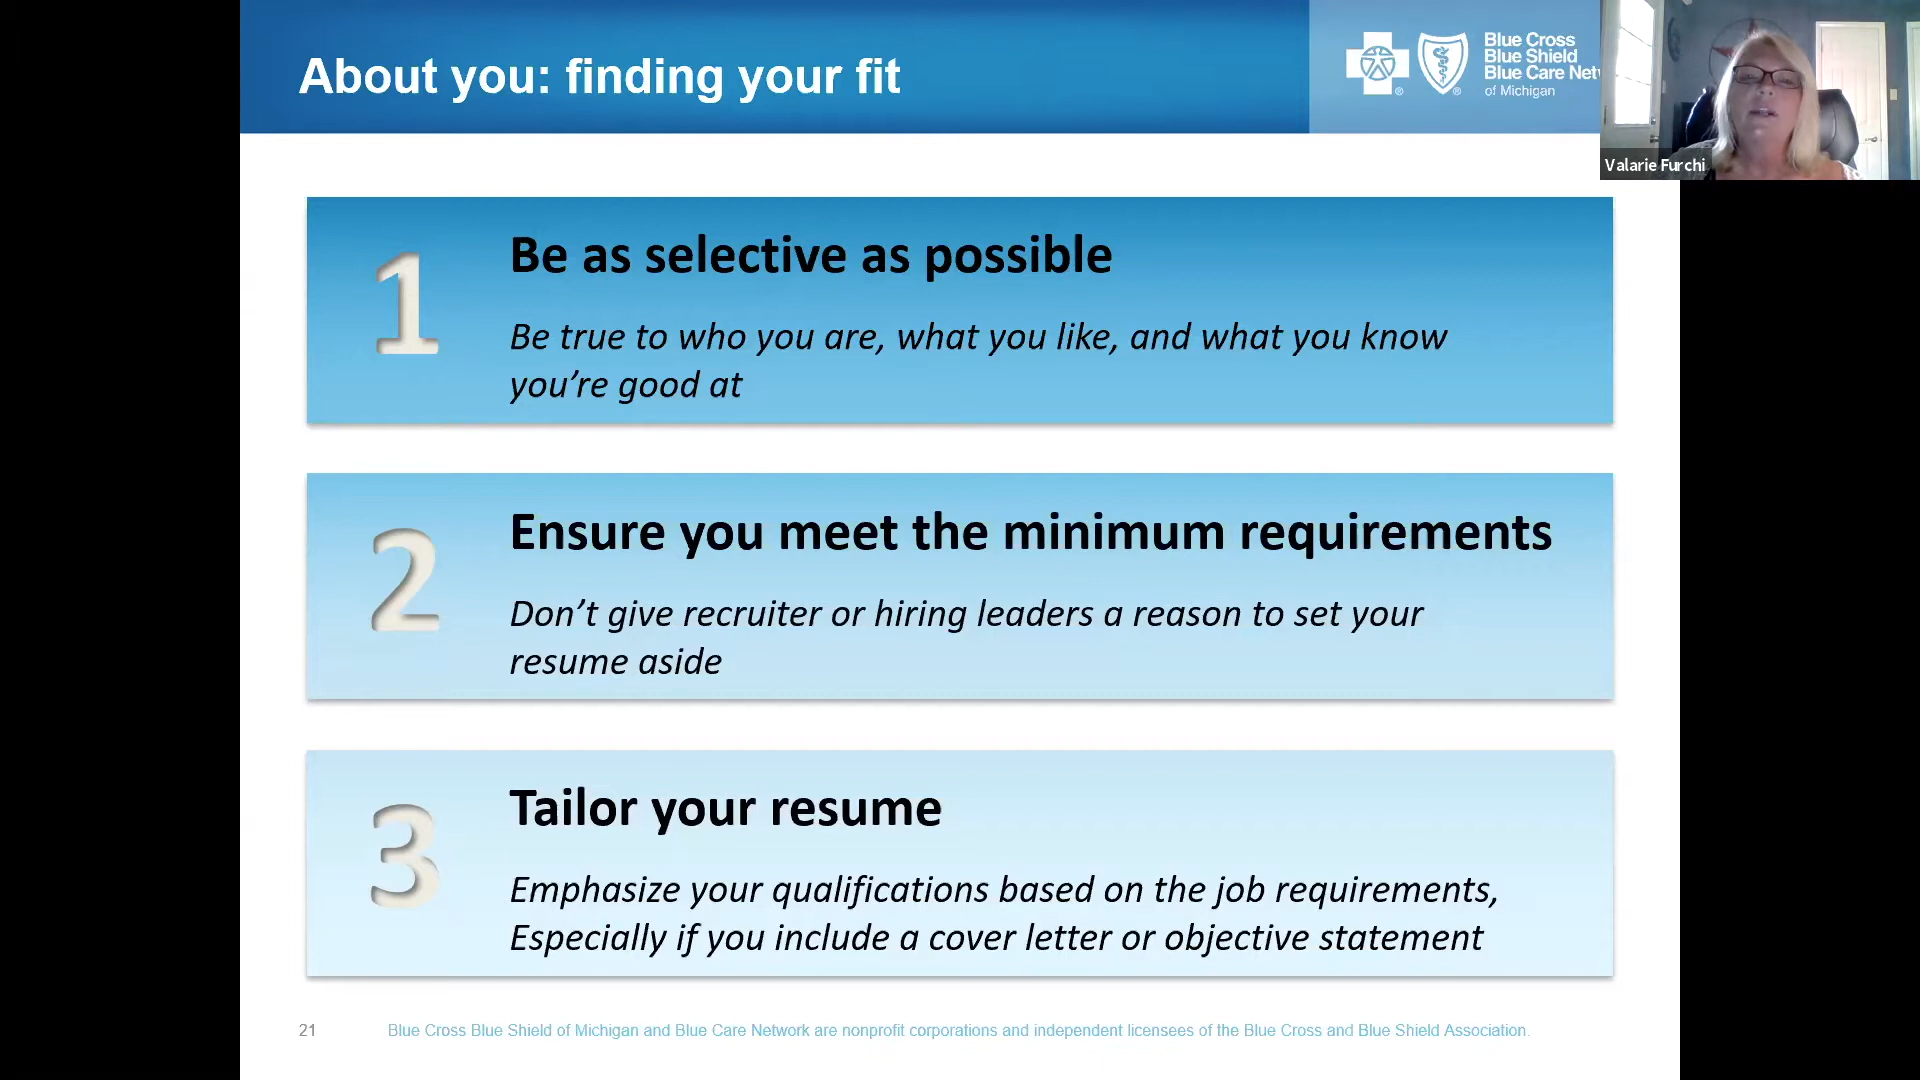 About you: finding your fit
Blue Cross
Blue Shield
Blue Care Net
of Michigan
Valarie Furchi
1
Be as selective as possible
Be true to who you are, what you like, and what you know
you’re good at
2
Ensure you meet the minimum requirements
Don’t give recruiter or hiring leaders a reason to set your
resume aside
3
Tailor your resume
Emphasize your qualifications based on the job requirements,
Especially if you include a cover letter or objective statement
21
Blue Cross Blue Shield of Michigan and Blue Care Network are nonprofit corporations and independent licensees of the Blue Cross and Blue Shield Association.